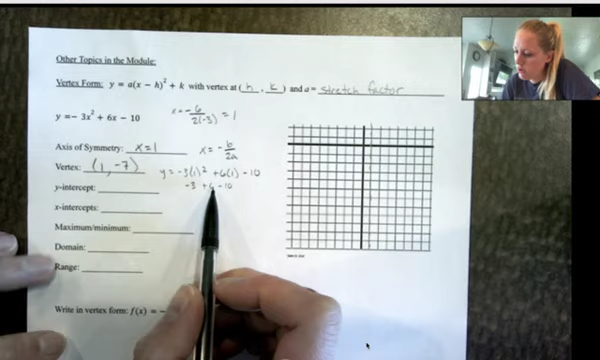 Other Topics in the Module:
Vertex Form: y = a(x − h)² + k with vertex at ( h , k ) and a = stretch factor
y = − 3x² + 6x − 10
x = -6/2(-3) = 1
Axis of Symmetry: x = 1
x = -b/2a
Vertex: (1, -7)
y = -3(1)² + 6(1) - 10
-3 + 6 - 10
y-intercept:
x-intercepts:
Maximum/minimum:
Domain:
Range:
Write in vertex form: f(x) = −